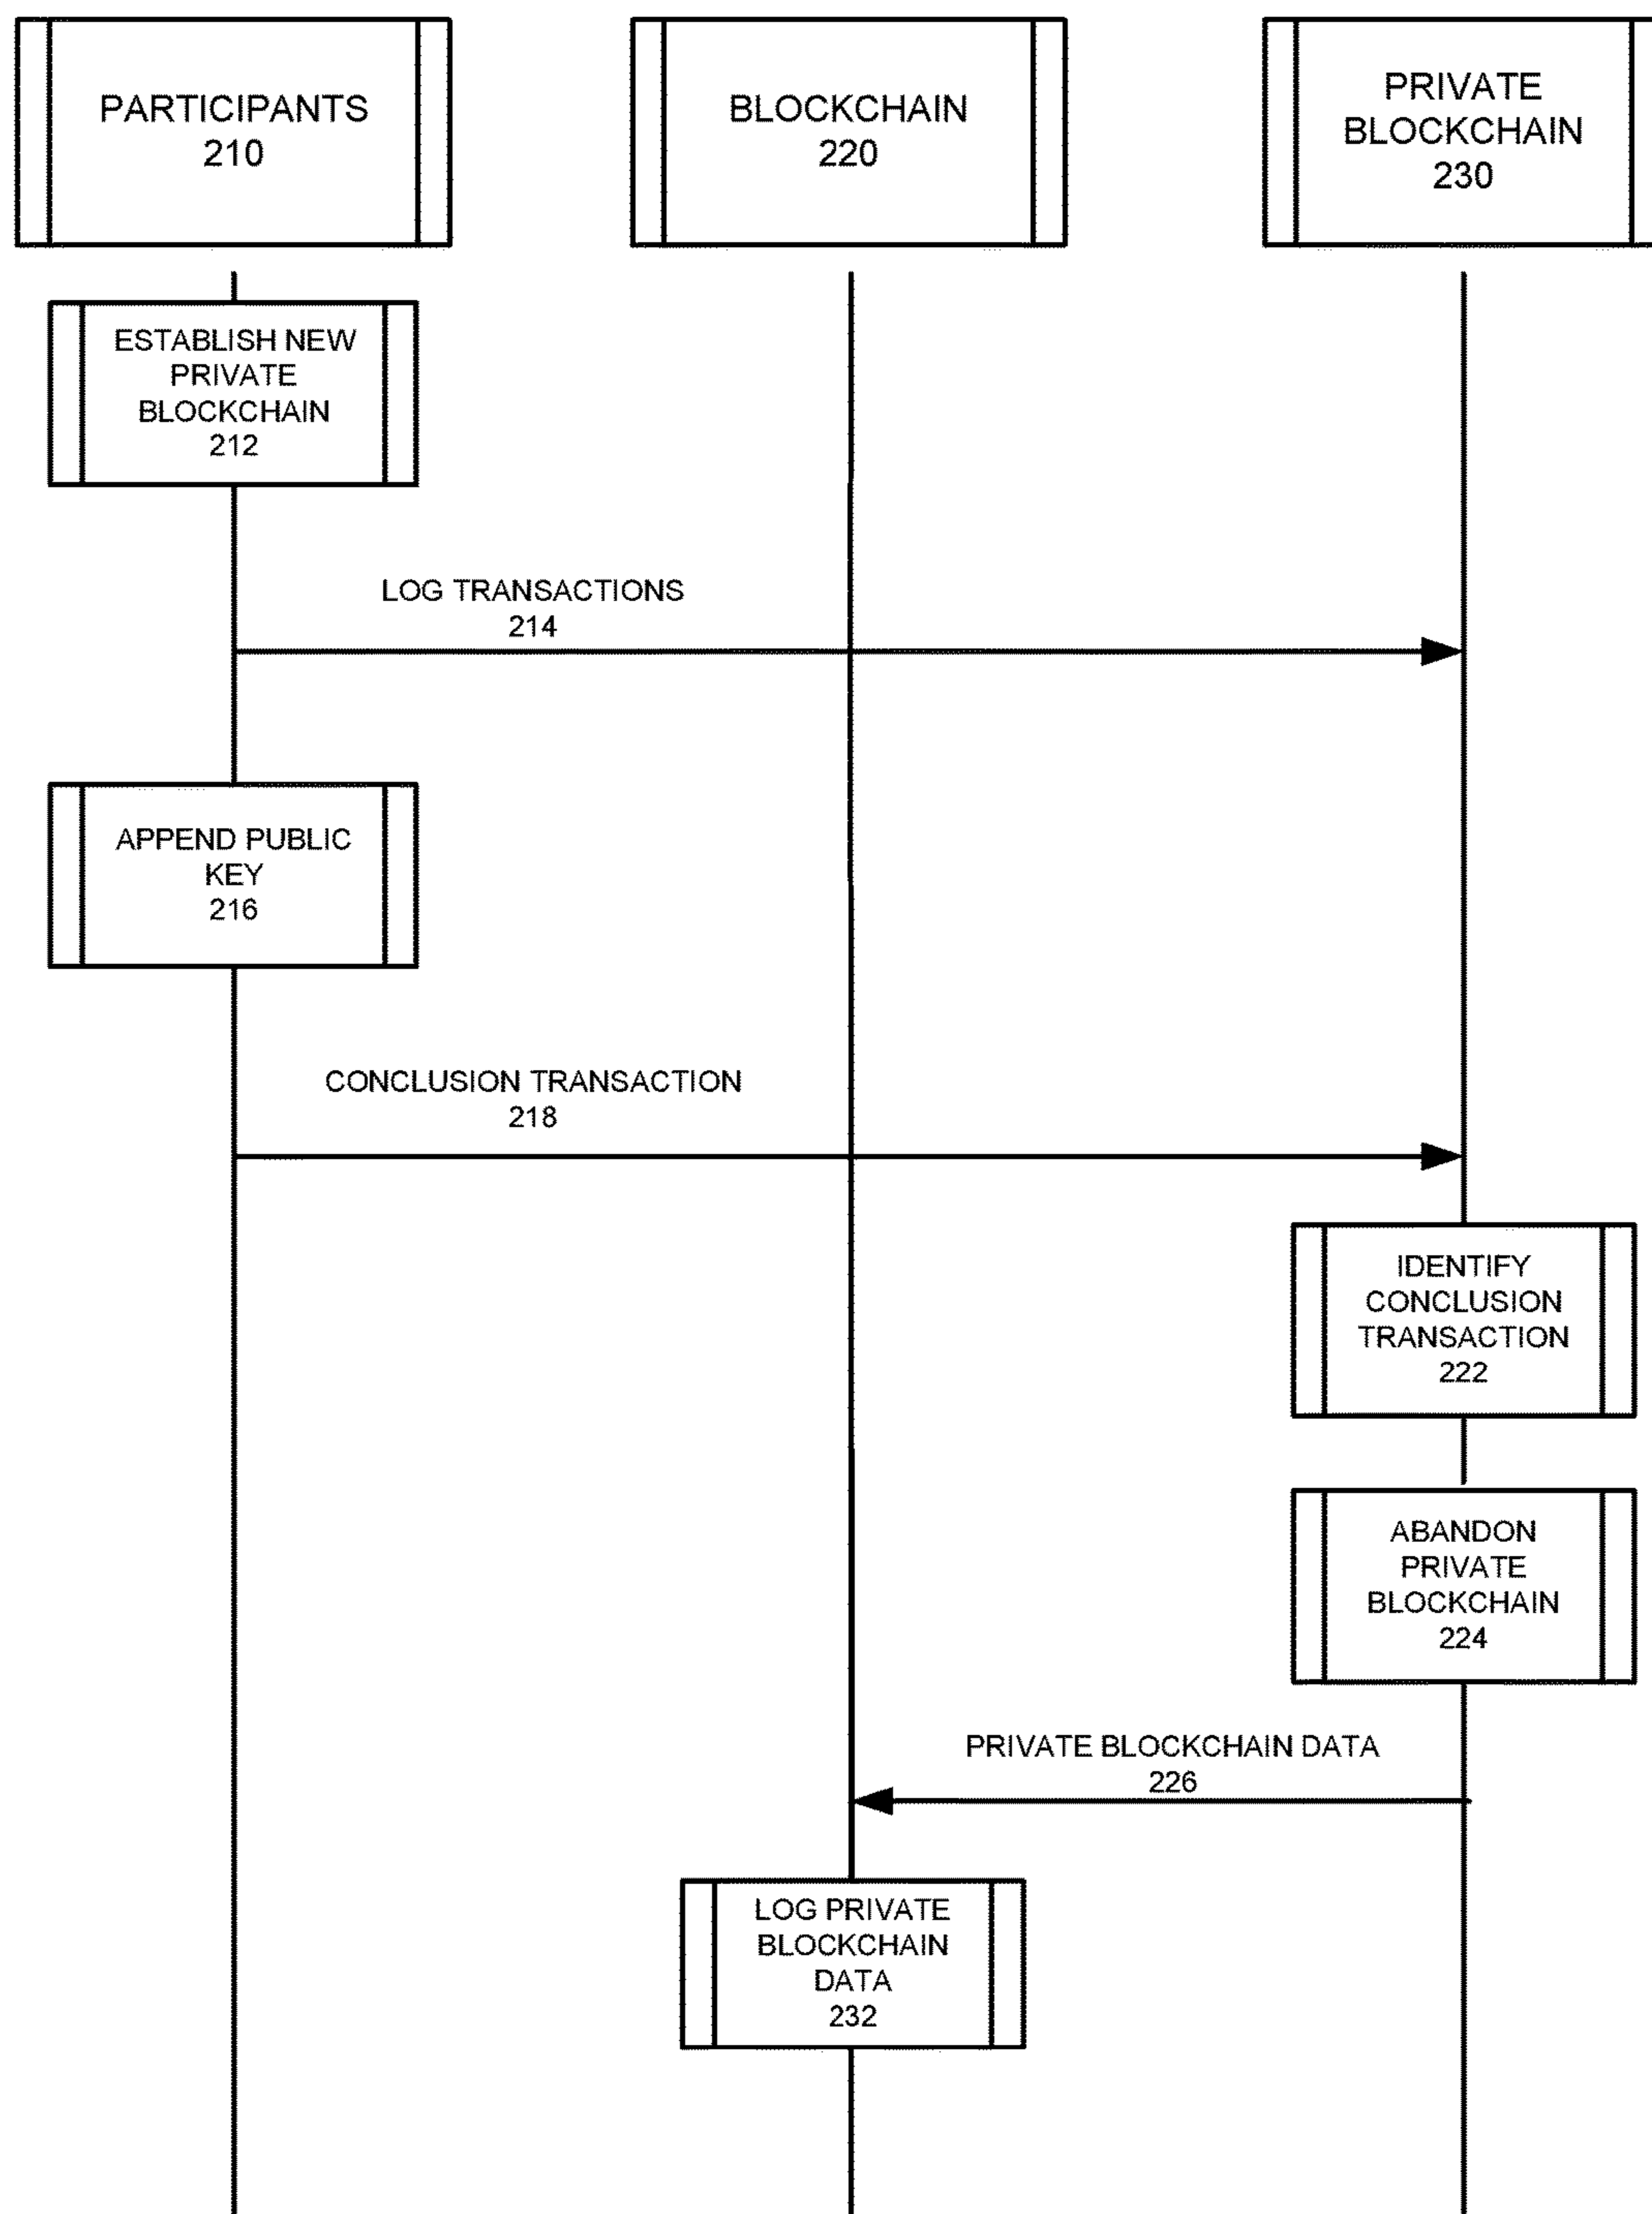 PARTICIPANTS
210
BLOCKCHAIN
220
PRIVATE
BLOCKCHAIN
230
ESTABLISH NEW
PRIVATE
BLOCKCHAIN
212
LOG TRANSACTIONS
214
APPEND PUBLIC
KEY
216
CONCLUSION TRANSACTION
218
IDENTIFY
CONCLUSION
TRANSACTION
222
ABANDON
PRIVATE
BLOCKCHAIN
224
PRIVATE BLOCKCHAIN DATA
226
LOG PRIVATE
BLOCKCHAIN
DATA
232